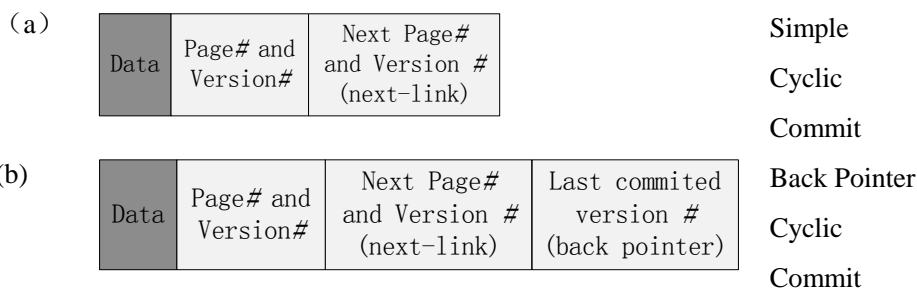 （a）
Data
Page# and
Version#
Next Page#
and Version #
(next-link)
Simple
Cyclic
Commit
(b)
Data
Page# and
Version#
Next Page#
and Version #
(next-link)
Last commited
version #
(back pointer)
Back Pointer
Cyclic
Commit